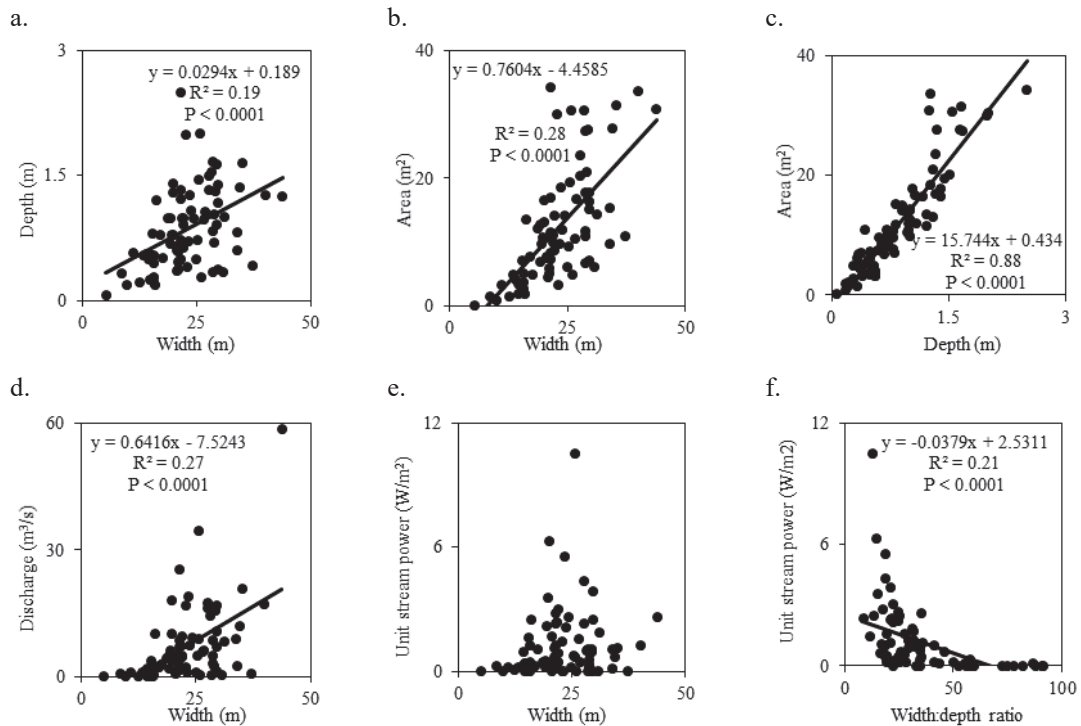 a.
3
y = 0.0294x + 0.189
R² = 0.19
P < 0.0001
Depth (m)
1.5
0
0
25
50
Width (m)
b.
40
y = 0.7604x - 4.4585
R² = 0.28
P < 0.0001
Area (m²)
20
0
0
25
50
Width (m)
c.
40
Area (m²)
20
y = 15.744x + 0.434
R² = 0.88
P < 0.0001
0
0
1.5
3
Depth (m)
d.
60
y = 0.6416x - 7.5243
R² = 0.27
P < 0.0001
Discharge (m³/s)
30
0
0
25
50
Width (m)
e.
12
Unit stream power (W/m²)
6
0
0
25
50
Width (m)
f.
12
y = -0.0379x + 2.5311
R² = 0.21
P < 0.0001
Unit stream power (W/m2)
6
0
0
50
100
Width:depth ratio